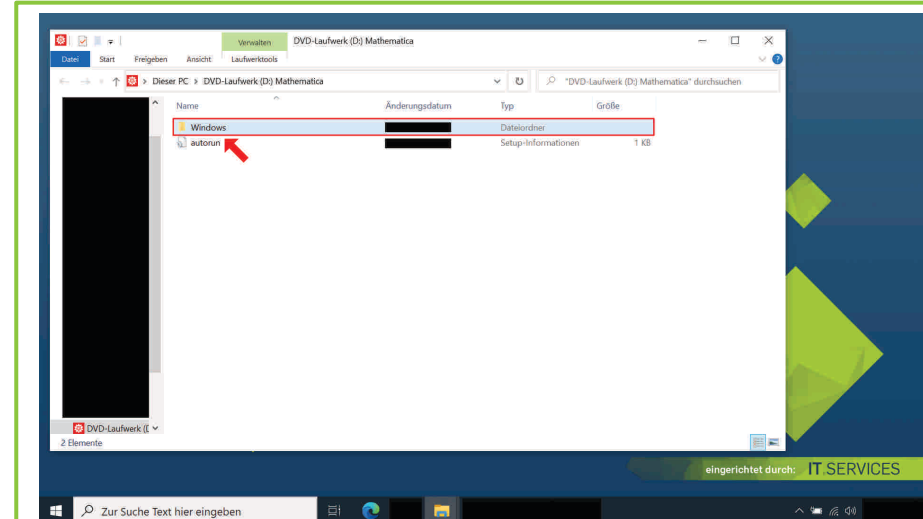 Verwalten DVD-Laufwerk (D:) Mathematica
Datei Start Freigeben Ansicht Laufwerktools
Dieser PC > DVD-Laufwerk (D:) Mathematica "DVD-Laufwerk (D:) Mathematica" durchsuchen
Name Änderungsdatum Typ Größe
Windows Dateiordner
autorun Setup-Informationen 1 KB
DVD-Laufwerk (D
2 Elemente
eingerichtet durch: IT.SERVICES
Zur Suche Text hier eingeben